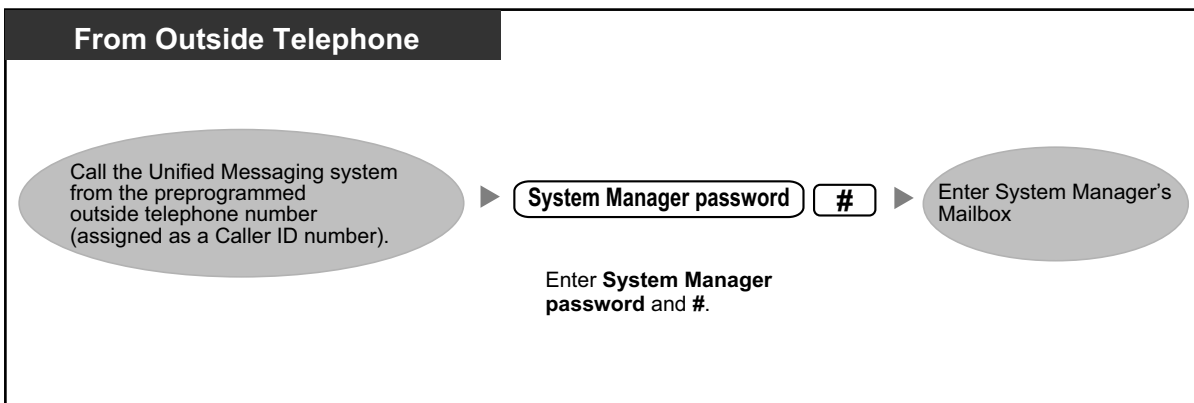 From Outside Telephone
Call the Unified Messaging system
from the preprogrammed
outside telephone number
(assigned as a Caller ID number).
System Manager password #
Enter System Manager
password and #.
Enter System Manager's
Mailbox